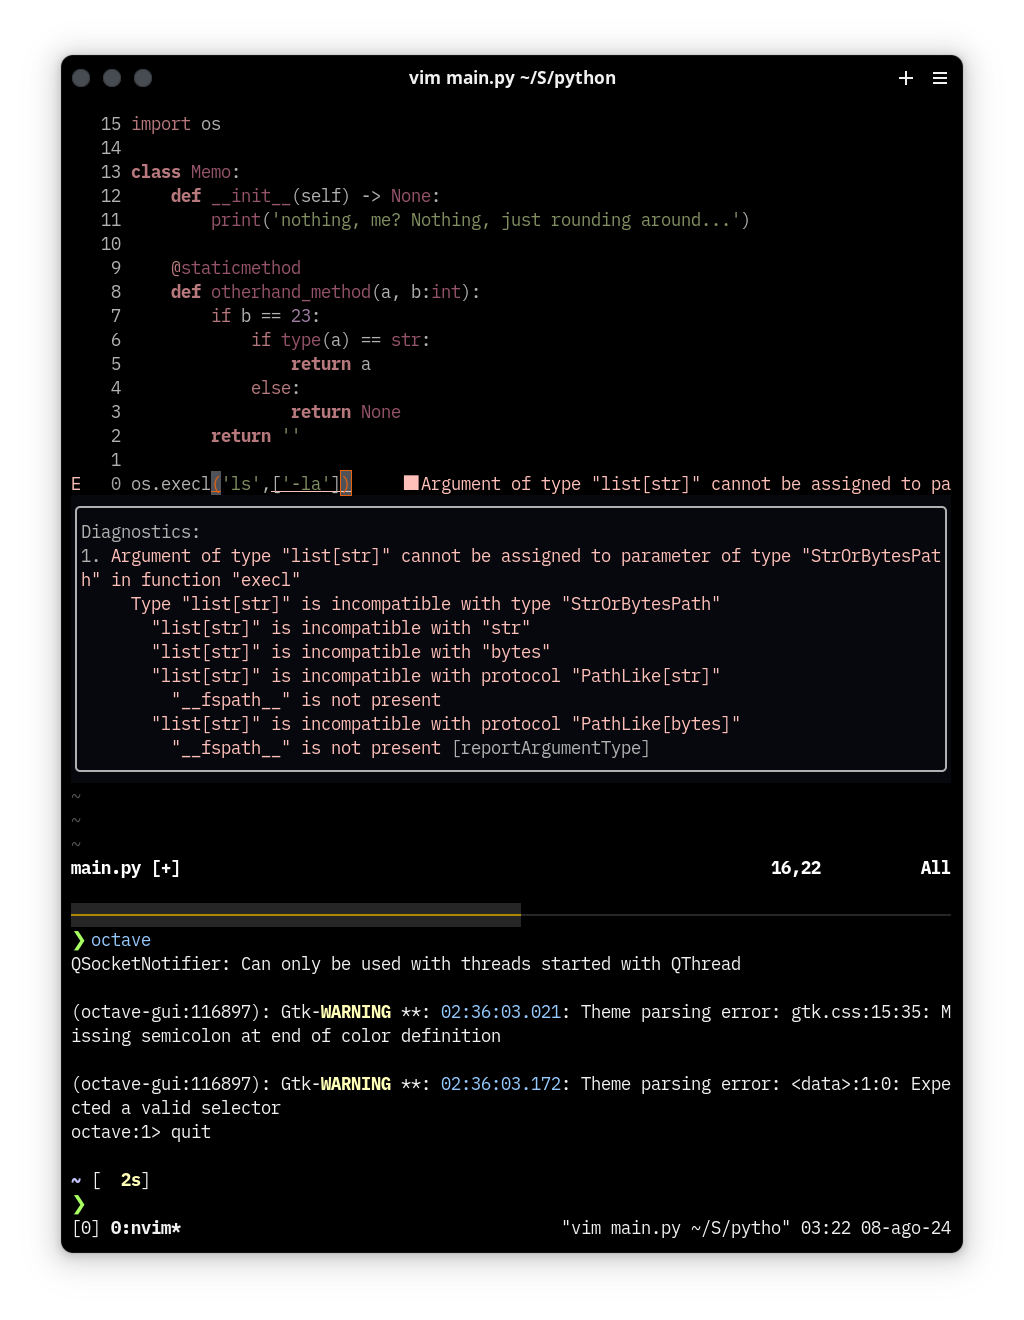 vim main.py ~/S/python
15 import os
14
13 class Memo:
12     def __init__(self) -> None:
11         print('nothing, me? Nothing, just rounding around...')
10
9     @staticmethod
8     def otherhand_method(a, b:int):
7         if b == 23:
6             if type(a) == str:
5                 return a
4             else:
3                 return None
2         return ''
1
E   0 os.execl('ls',['-la'])     ■Argument of type "list[str]" cannot be assigned to pa
Diagnostics:
1. Argument of type "list[str]" cannot be assigned to parameter of type "StrOrBytesPat
h" in function "execl"
     Type "list[str]" is incompatible with type "StrOrBytesPath"
       "list[str]" is incompatible with "str"
       "list[str]" is incompatible with "bytes"
       "list[str]" is incompatible with protocol "PathLike[str]"
         "__fspath__" is not present
       "list[str]" is incompatible with protocol "PathLike[bytes]"
         "__fspath__" is not present [reportArgumentType]
~
~
~
main.py [+]     16,22     All
❯ octave
QSocketNotifier: Can only be used with threads started with QThread
(octave-gui:116897): Gtk-WARNING **: 02:36:03.021: Theme parsing error: gtk.css:15:35: M
issing semicolon at end of color definition
(octave-gui:116897): Gtk-WARNING **: 02:36:03.172: Theme parsing error: <data>:1:0: Expe
cted a valid selector
octave:1> quit
~ [  2s]
❯
[0] 0:nvim*     "vim main.py ~/S/pytho" 03:22 08-ago-24